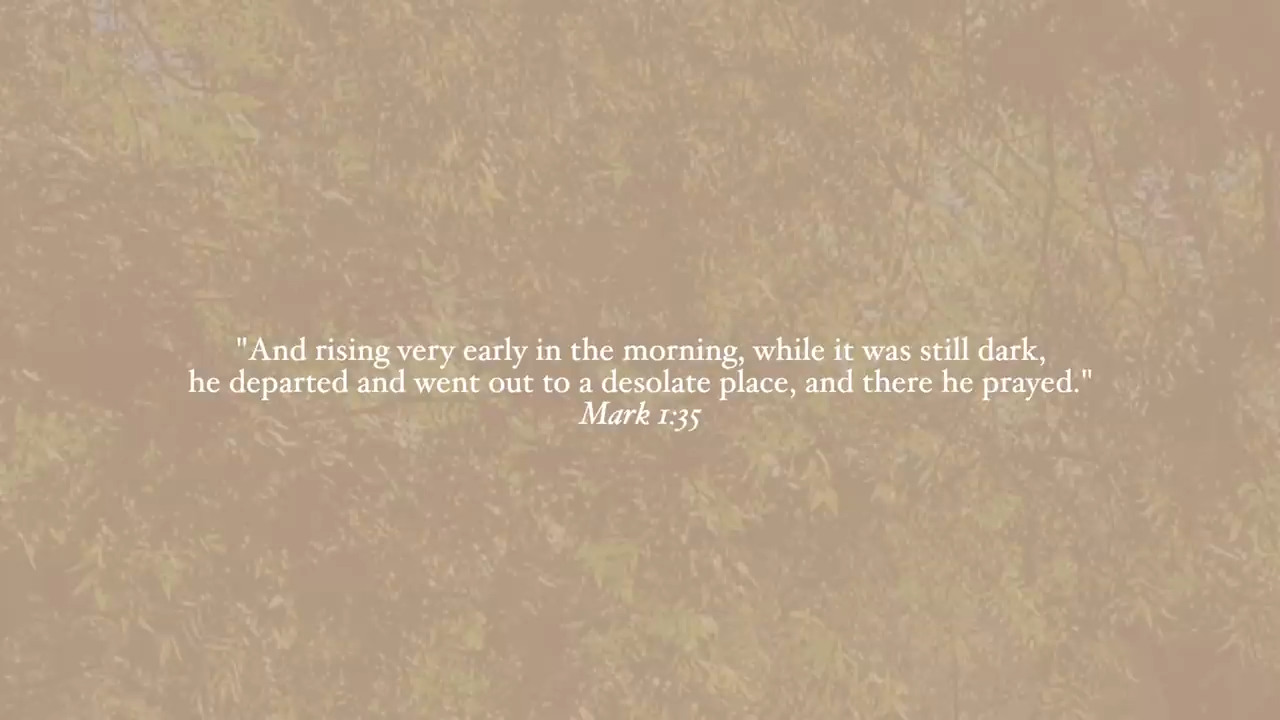 "And rising very early in the morning, while it was still dark,
he departed and went out to a desolate place, and there he prayed."
Mark 1:35